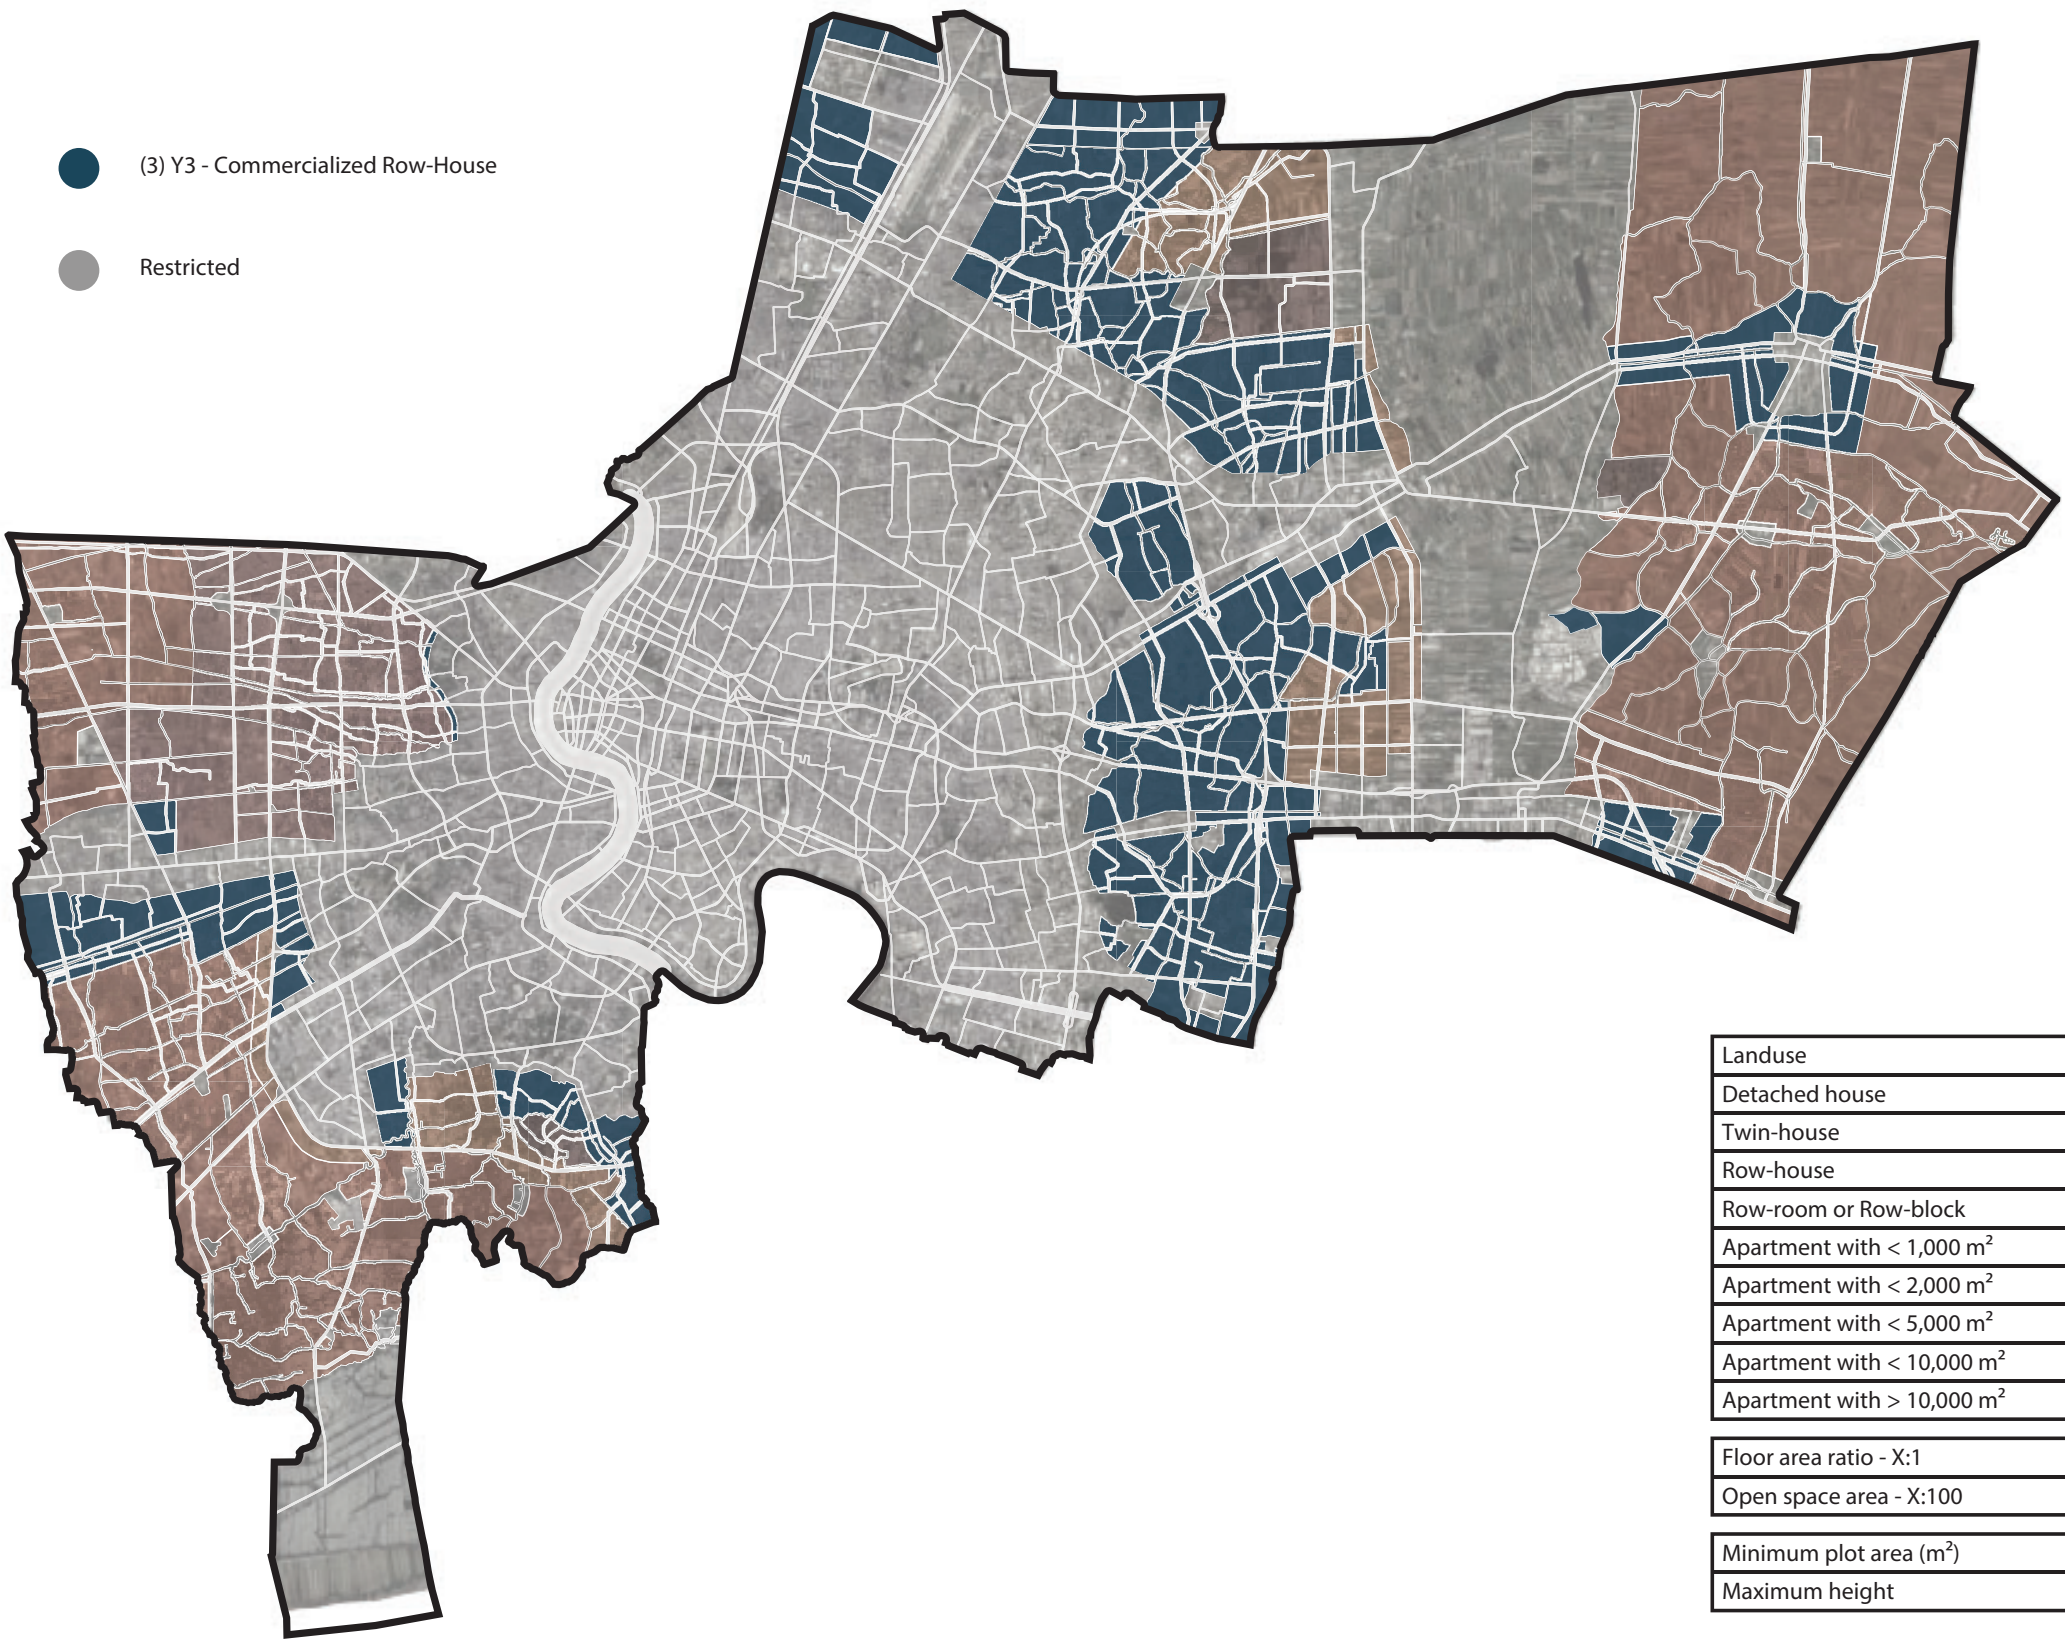 (3) Y3 - Commercialized Row-House
Restricted
Landuse
Detached house
Twin-house
Row-house
Row-room or Row-block
Apartment with < 1,000 m²
Apartment with < 2,000 m²
Apartment with < 5,000 m²
Apartment with < 10,000 m²
Apartment with > 10,000 m²
Floor area ratio - X:1
Open space area - X:100
Minimum plot area (m²)
Maximum height